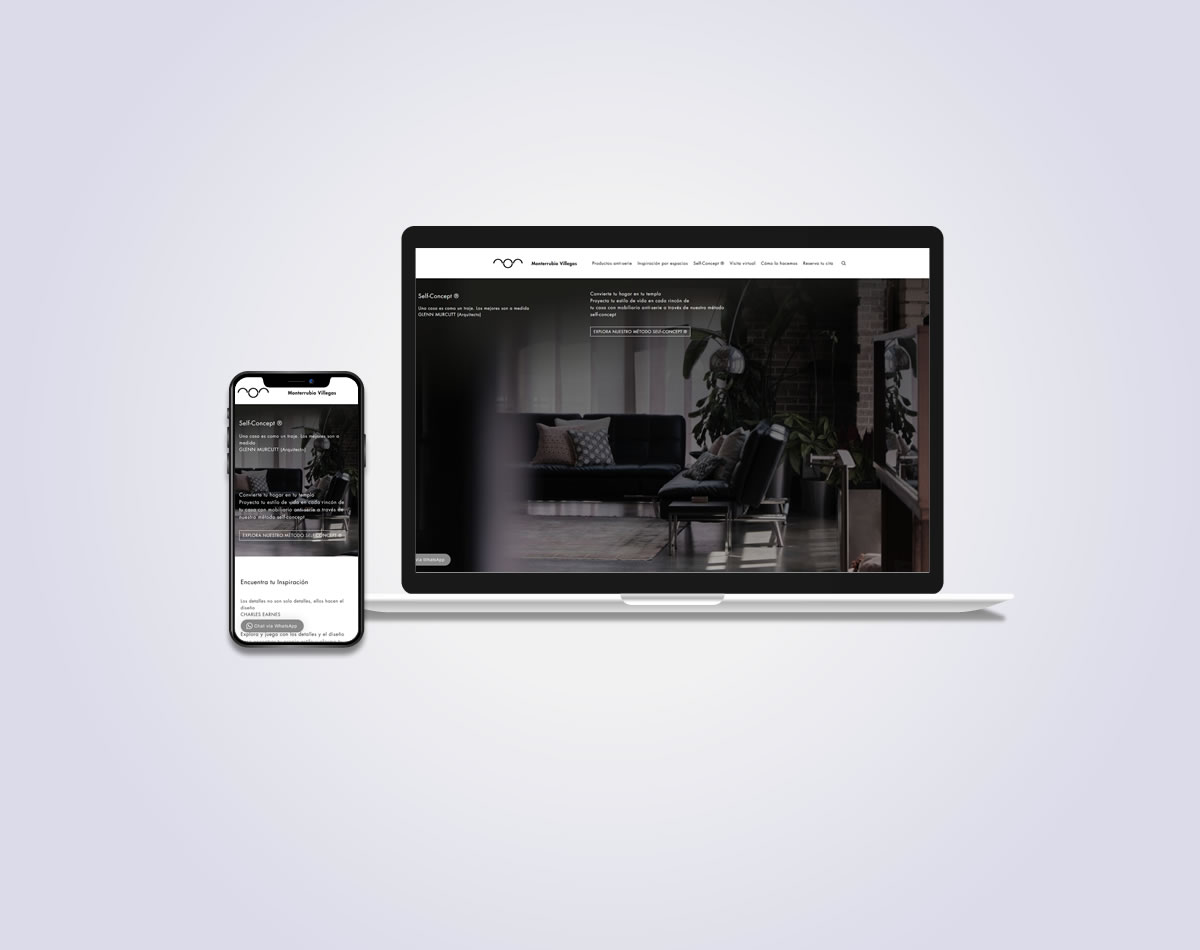 Monterrubio Villegas
Productos anti-serie Inspiración por espacios Self-Concept ® Visita virtual Cómo lo hacemos Reserva tu cita
Self-Concept ®
Una casa es como un traje. Los mejores son a medida
GLENN MURCUTT (Arquitecto)
Convierte tu hogar en tu templo
Proyecta tu estilo de vida en cada rincón de
tu casa con mobiliario anti-serie a través de nuestro método
self-concept
EXPLORA NUESTRO MÉTODO SELF-CONCEPT ®
vía WhatsApp
Monterrubio Villegas
Self-Concept ®
Una casa es como un traje. Los mejores son a
medida
GLENN MURCUTT (Arquitecto)
Convierte tu hogar en tu templo
Proyecta tu estilo de vida en cada rincón de
tu casa con mobiliario anti-serie a través de
nuestro método self-concept
EXPLORA NUESTRO MÉTODO SELF-CONCEPT ®
Encuentra tu Inspiración
Los detalles no son solo detalles, ellos hacen el
diseño
CHARLES EARNES
Chat vía WhatsApp
Explora y juega con los detalles y el diseño